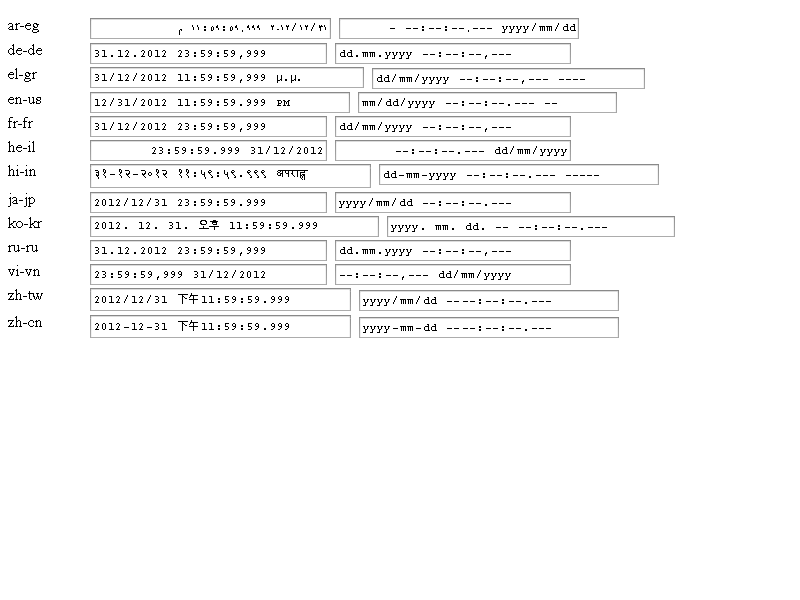 ar-eg ٣١/١٢/٢٠١٢ ١١:٥٩:٥٩.٩٩٩ م yyyy/mm/dd --:--:--.--- -
de-de 31.12.2012 23:59:59,999 dd.mm.yyyy --:--:--,---
el-gr 31/12/2012 11:59:59,999 μ.μ. dd/mm/yyyy --:--:--,--- ----
en-us 12/31/2012 11:59:59.999 PM mm/dd/yyyy --:--:--.--- --
fr-fr 31/12/2012 23:59:59,999 dd/mm/yyyy --:--:--,---
he-il 23:59:59.999 31/12/2012 --:--:--.--- dd/mm/yyyy
hi-in ३१-१२-२०१२ ११:५९:५९.९९९ अपराह्न dd-mm-yyyy --:--:--.--- -----
ja-jp 2012/12/31 23:59:59.999 yyyy/mm/dd --:--:--.---
ko-kr 2012. 12. 31. 오후 11:59:59.999 yyyy. mm. dd. -- --:--:--.---
ru-ru 31.12.2012 23:59:59,999 dd.mm.yyyy --:--:--,---
vi-vn 23:59:59,999 31/12/2012 --:--:--,--- dd/mm/yyyy
zh-tw 2012/12/31 下午11:59:59.999 yyyy/mm/dd ----:--:--.---
zh-cn 2012-12-31 下午11:59:59.999 yyyy-mm-dd ----:--:--.---